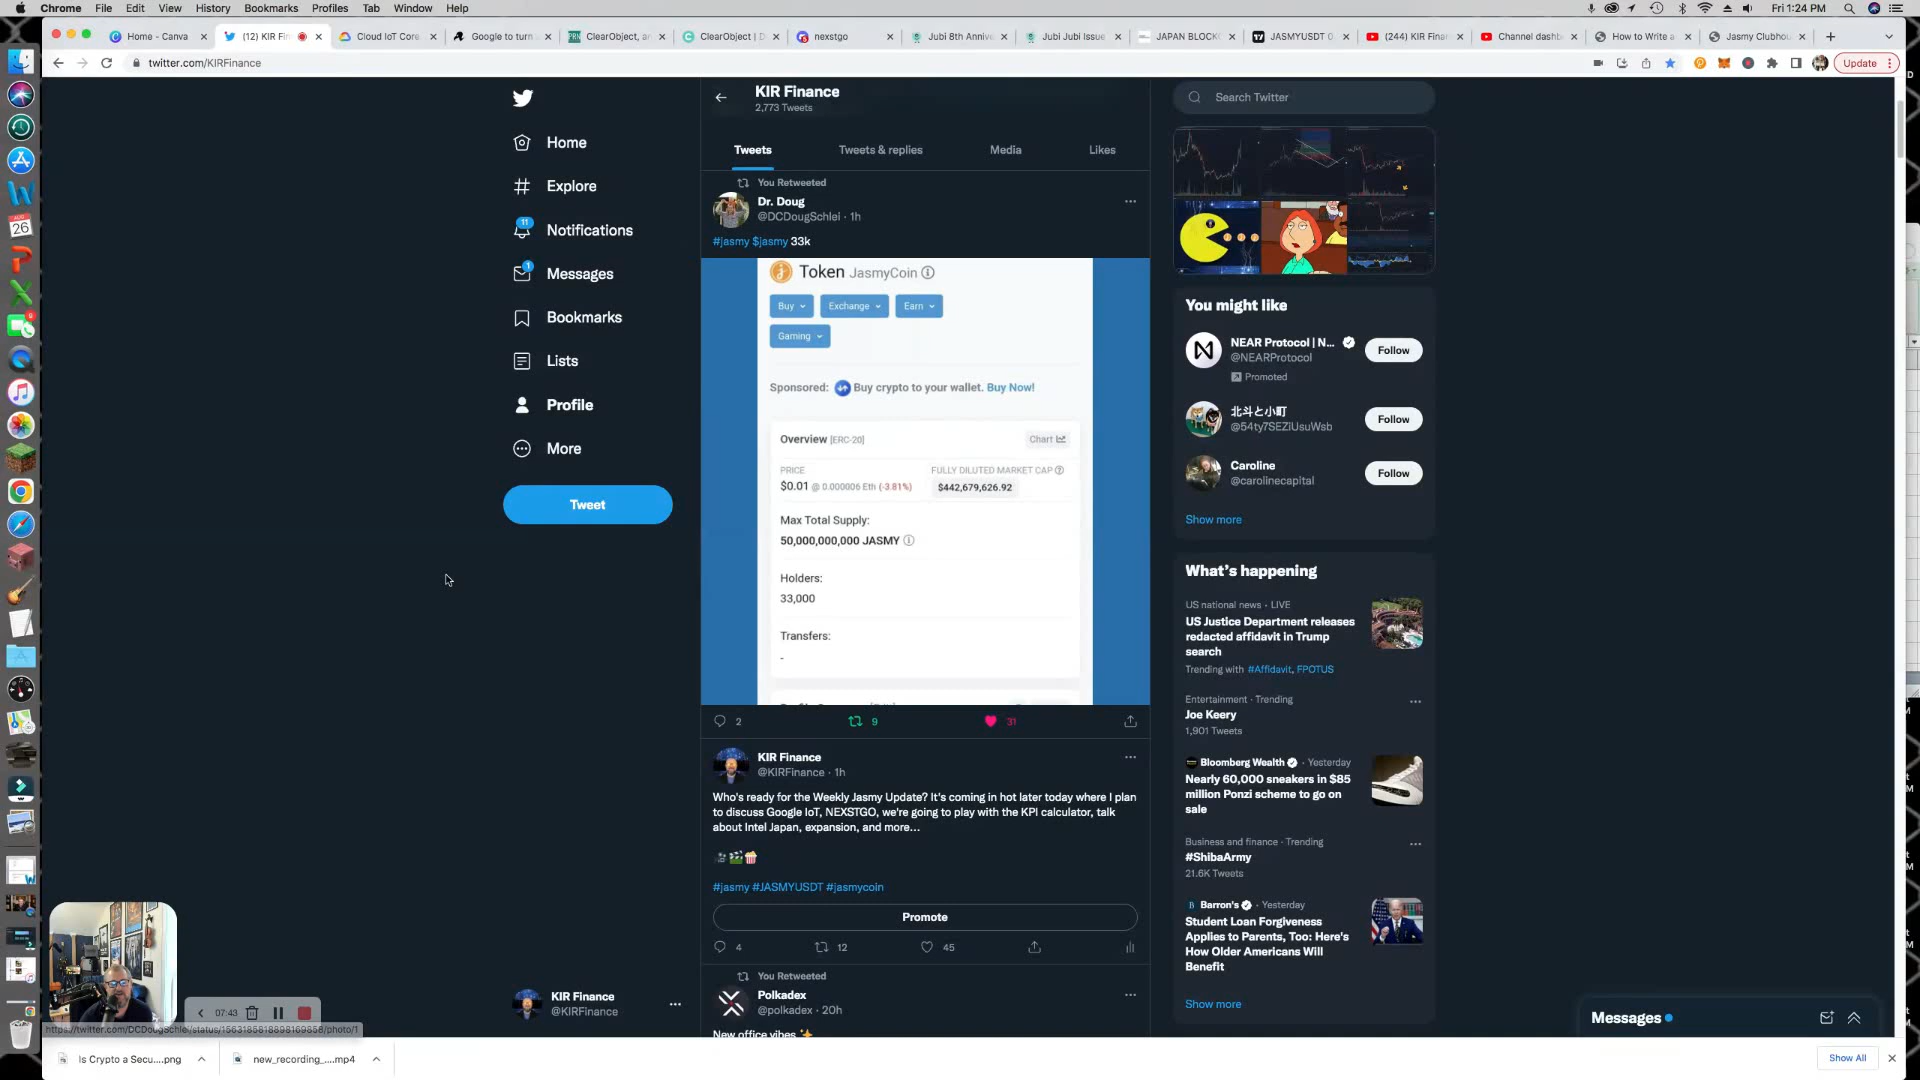 Chrome File Edit View History Bookmarks Profiles Tab Window Help
Fri 1:24 PM
Home - Canva
(12) KIR Fin
Cloud IoT Core
Google to turn
ClearObject, an
ClearObject | D
nexstgo
Jubi 8th Annive
Jubi Jubi Issue
JAPAN BLOCK
JASMYUSDT 0.
(244) KIR Finan
Channel dashb
How to Write a
Jasmy Clubhou
twitter.com/KIRFinance
Update
Home
Explore
11
Notifications
1
Messages
Bookmarks
Lists
Profile
More
Tweet
KIR Finance
@KIRFinance
KIR Finance
2,773 Tweets
Tweets
Tweets & replies
Media
Likes
You Retweeted
Dr. Doug
@DCDougSchlei · 1h
#jasmy $jasmy 33k
Token JasmyCoin
Buy
Exchange
Earn
Gaming
Sponsored: Buy crypto to your wallet. Buy Now!
Overview [ERC-20]
Chart
PRICE
$0.01 @ 0.000006 Eth (-3.81%)
FULLY DILUTED MARKET CAP
$442,679,626.92
Max Total Supply:
50,000,000,000 JASMY
Holders:
33,000
Transfers:
-
2
9
31
KIR Finance
@KIRFinance · 1h
Who's ready for the Weekly Jasmy Update? It's coming in hot later today where I plan
to discuss Google IoT, NEXSTGO, we're going to play with the KPI calculator, talk
about Intel Japan, expansion, and more...
#jasmy #JASMYUSDT #jasmycoin
Promote
4
12
45
You Retweeted
Polkadex
@polkadex · 20h
New office vibes
Search Twitter
You might like
NEAR Protocol | N...
@NEARProtocol
Promoted
Follow
北斗と小町
@54ty7SEZiUsuWsb
Follow
Caroline
@carolinecapital
Follow
Show more
What's happening
US national news · LIVE
US Justice Department releases
redacted affidavit in Trump
search
Trending with #Affidavit, FPOTUS
Entertainment · Trending
Joe Keery
1,901 Tweets
Bloomberg Wealth · Yesterday
Nearly 60,000 sneakers in $85
million Ponzi scheme to go on
sale
Business and finance · Trending
#ShibaArmy
21.6K Tweets
Barron's · Yesterday
Student Loan Forgiveness
Applies to Parents, Too: Here's
How Older Americans Will
Benefit
Show more
Messages
07:43
Is Crypto a Secu....png
new_recording_....mp4
Show All